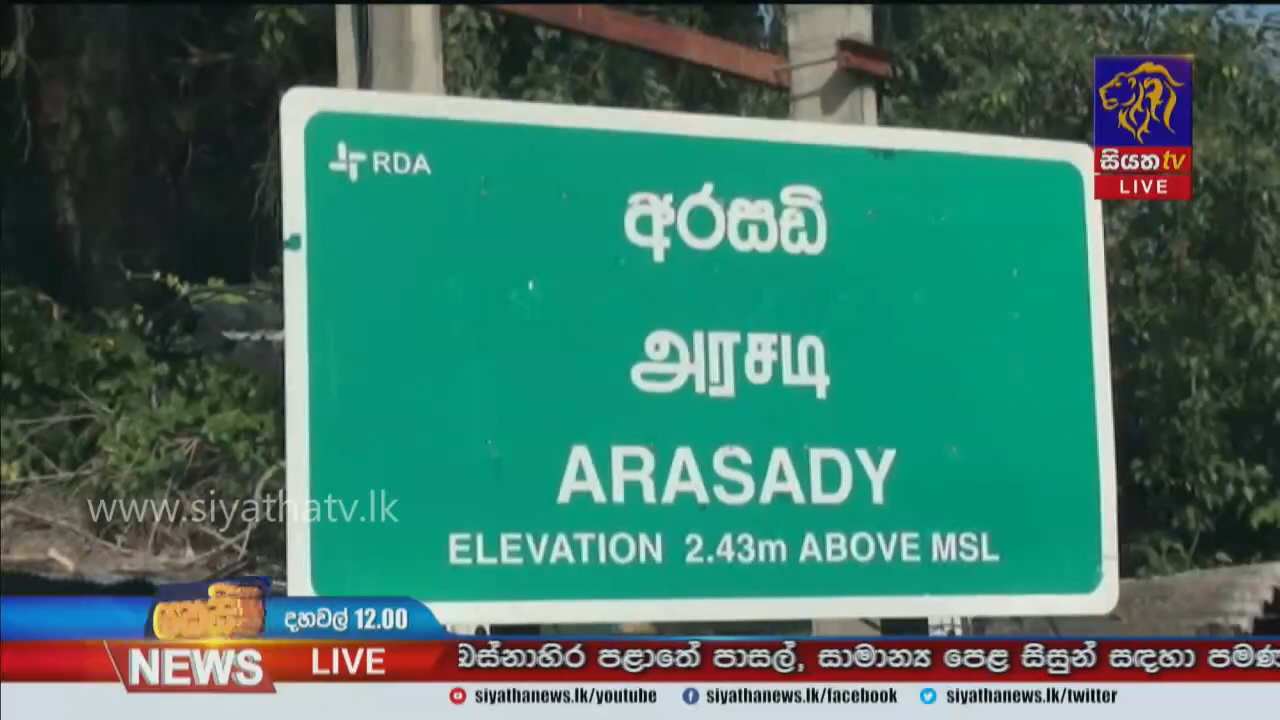 RDA
අරසඩි
அரசடி
ARASADY
ELEVATION 2.43m ABOVE MSL
සියත tv
LIVE
www.siyathatv.lk
දහවල් 12.00
NEWS LIVE බස්නාහිර පළාතේ පාසල්, සාමාන්‍ය පෙළ සිසුන් සඳහා පමණ
siyathanews.lk/youtube siyathanews.lk/facebook siyathanews.lk/twitter